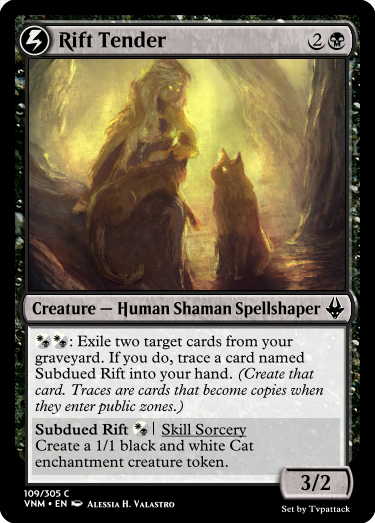 Rift Tender 2
Creature — Human Shaman Spellshaper
: Exile two target cards from your
graveyard. If you do, trace a card named
Subdued Rift into your hand. (Create that
card. Traces are cards that become copies when
they enter public zones.)
Subdued Rift | Skill Sorcery
Create a 1/1 black and white Cat
enchantment creature token.
3/2
109/305 C
VNM • EN Alessia H. Valastro
Set by Tvpattack